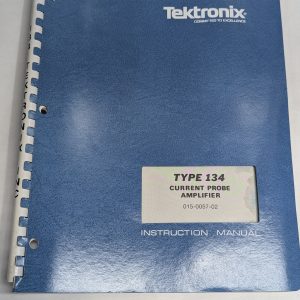 Tektronix®
COMMITTED TO EXCELLENCE
TYPE 134
CURRENT PROBE
AMPLIFIER
015-0057-02
INSTRUCTION MANUAL